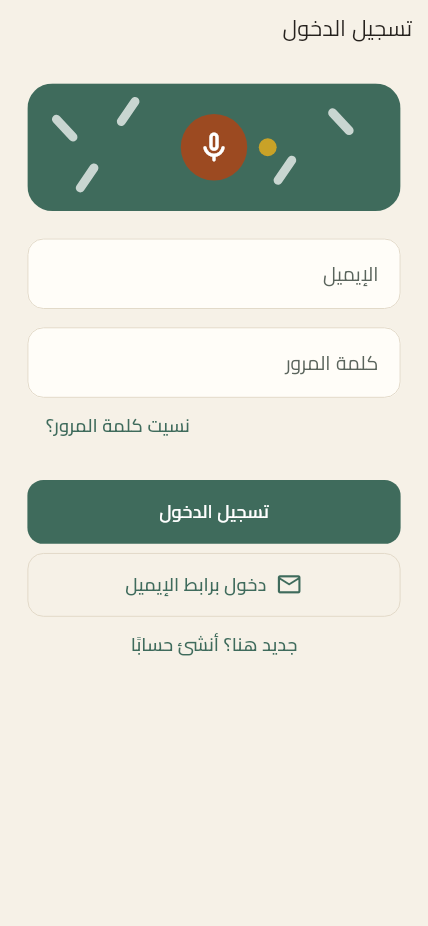 تسجيل الدخول
الإيميل
كلمة المرور
نسيت كلمة المرور؟
تسجيل الدخول
دخول برابط الإيميل
جديد هنا؟ أنشئ حسابًا